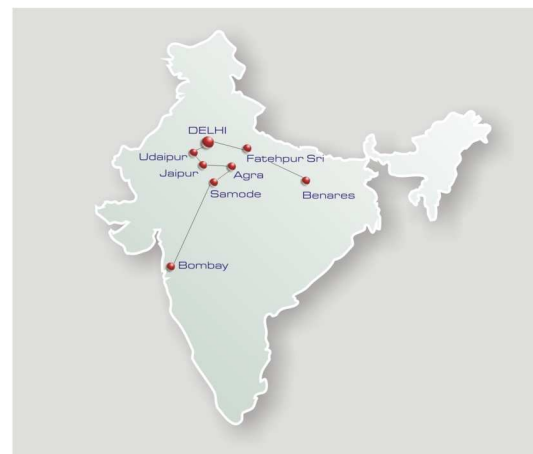 DELHI
Udaipur
Fatehpur Sri
Jaipur
Agra
Samode
Benares
Bombay